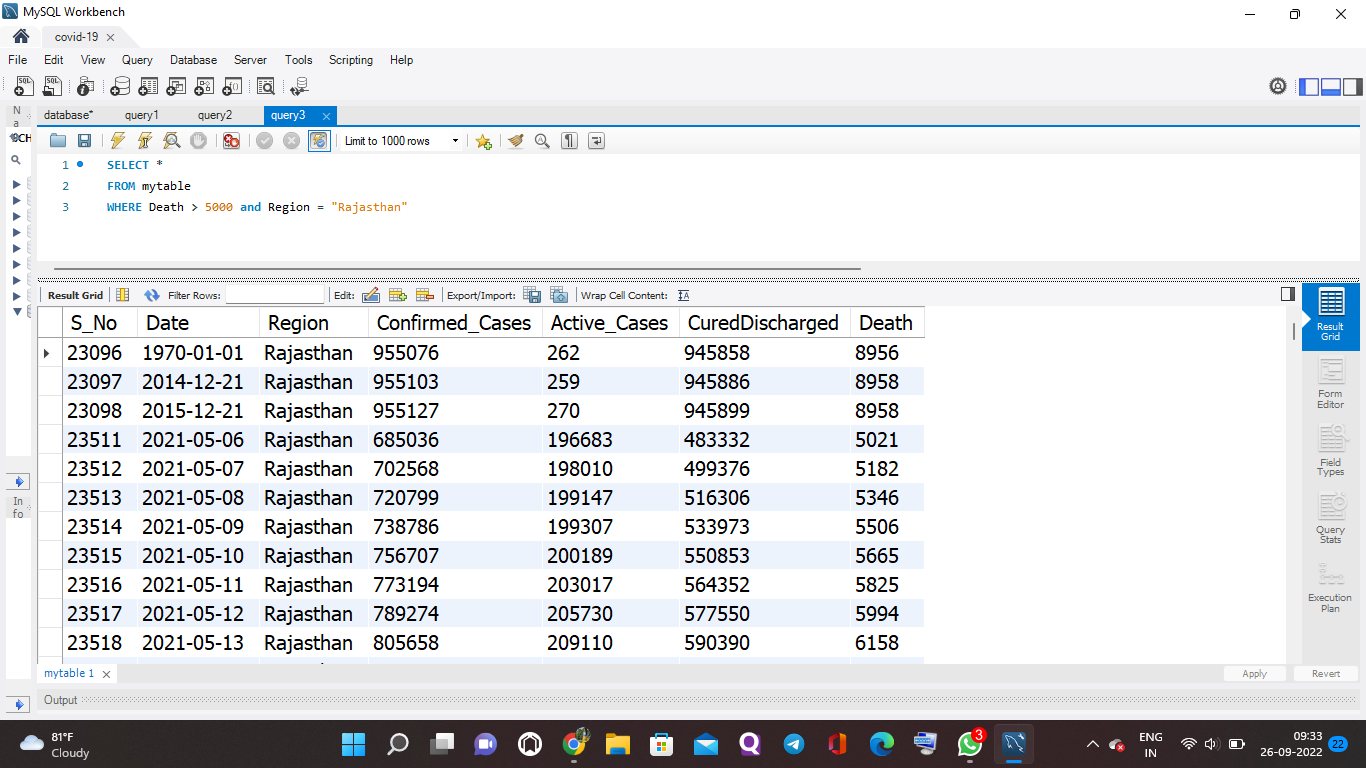 MySQL Workbench
covid-19
File Edit View Query Database Server Tools Scripting Help
N
a
database* query1 query2 query3
Limit to 1000 rows
1 SELECT *
2 FROM mytable
3 WHERE Death > 5000 and Region = "Rajasthan"
Result Grid Filter Rows: Edit: Export/Import: Wrap Cell Content:
S_No Date Region Confirmed_Cases Active_Cases CuredDischarged Death
23096 1970-01-01 Rajasthan 955076 262 945858 8956
23097 2014-12-21 Rajasthan 955103 259 945886 8958
23098 2015-12-21 Rajasthan 955127 270 945899 8958
23511 2021-05-06 Rajasthan 685036 196683 483332 5021
23512 2021-05-07 Rajasthan 702568 198010 499376 5182
23513 2021-05-08 Rajasthan 720799 199147 516306 5346
23514 2021-05-09 Rajasthan 738786 199307 533973 5506
23515 2021-05-10 Rajasthan 756707 200189 550853 5665
23516 2021-05-11 Rajasthan 773194 203017 564352 5825
23517 2021-05-12 Rajasthan 789274 205730 577550 5994
23518 2021-05-13 Rajasthan 805658 209110 590390 6158
Result
Grid
Form
Editor
Field
Types
Query
Stats
Execution
Plan
In
fo
mytable 1
Apply Revert
Output
81°F
Cloudy
3
ENG
IN
09:33
26-09-2022
22